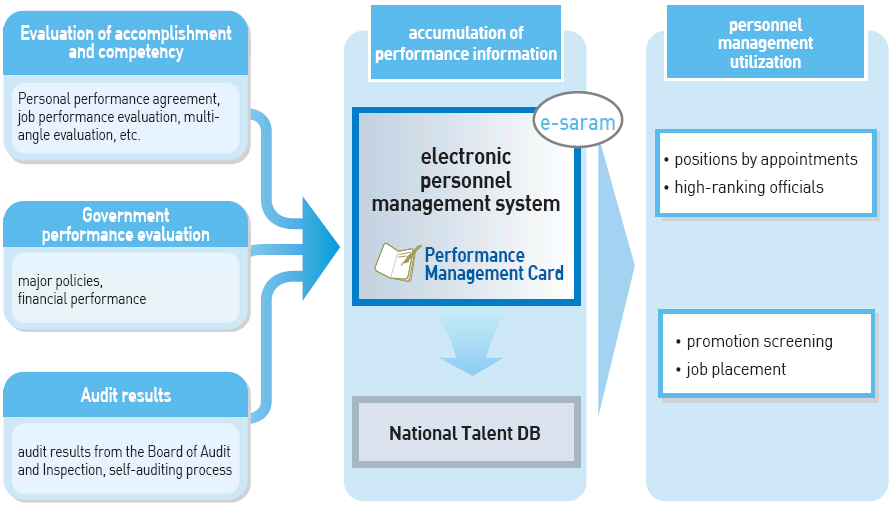 Evaluation of accomplishment
and competency
Personal performance agreement,
job performance evaluation, multi-
angle evaluation, etc.
Government
performance evaluation
major policies,
financial performance
Audit results
audit results from the Board of Audit
and Inspection, self-auditing process
accumulation of
performance information
e-saram
electronic
personnel
management system
Performance
Management Card
National Talent DB
personnel
management
utilization
• positions by appointments
• high-ranking officials
• promotion screening
• job placement